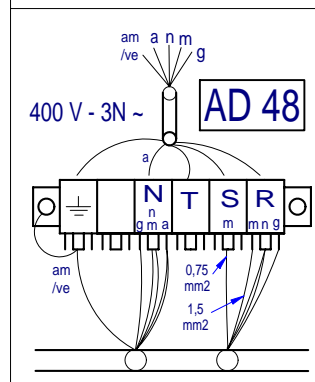 am a n m
/ve g
400 V - 3N ~ AD 48
a
N T S R
n
g m a m m n g
am
/ve
0,75
mm2
1,5
mm2